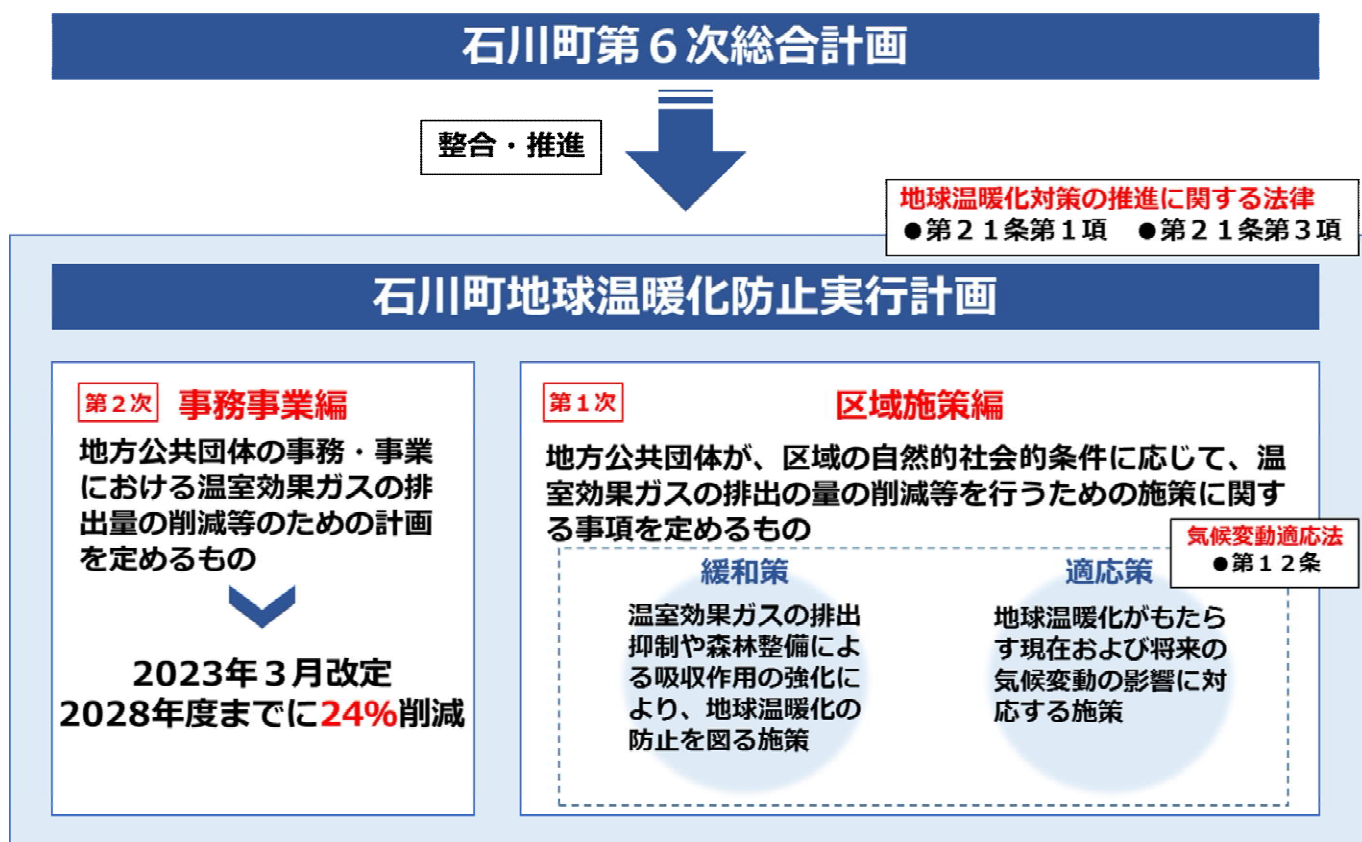 石川町第６次総合計画
整合・推進
地球温暖化対策の推進に関する法律
●第２１条第１項　●第２１条第３項
石川町地球温暖化防止実行計画
第２次 事務事業編
地方公共団体の事務・事業
における温室効果ガスの排
出量の削減等のための計画
を定めるもの
2023年３月改定
2028年度までに24%削減
第１次 区域施策編
地方公共団体が、区域の自然的社会的条件に応じて、温
室効果ガスの排出の量の削減等を行うための施策に関す
る事項を定めるもの
気候変動適応法
●第１２条
緩和策
温室効果ガスの排出
抑制や森林整備によ
る吸収作用の強化に
より、地球温暖化の
防止を図る施策
適応策
地球温暖化がもたら
す現在および将来の
気候変動の影響に対
応する施策